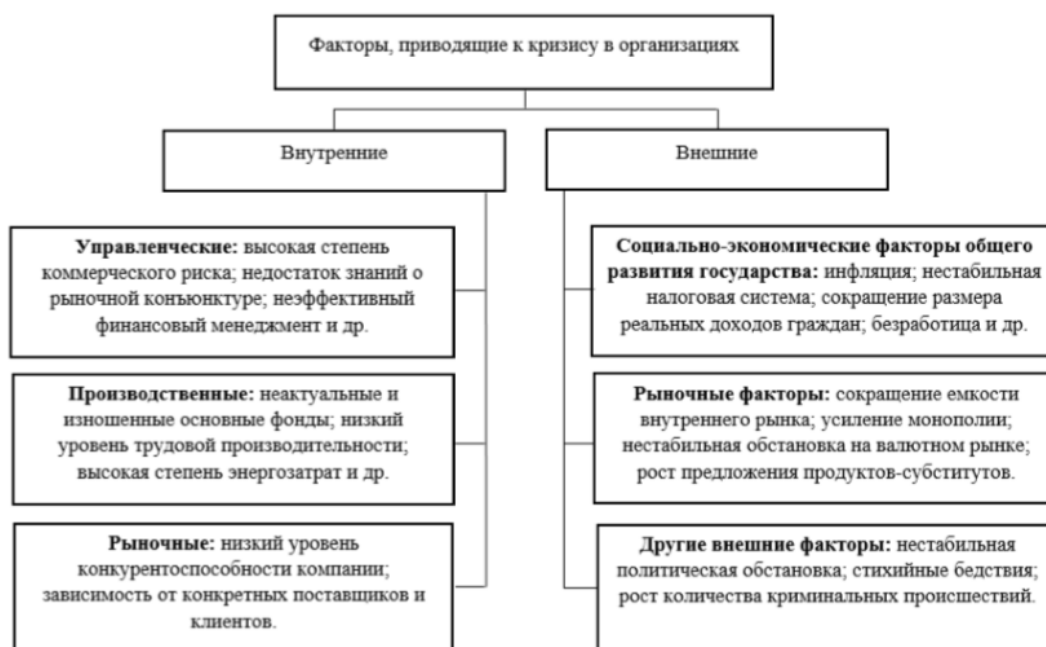 Факторы, приводящие к кризису в организациях
Внутренние
Внешние
Управленческие: высокая степень
коммерческого риска; недостаток знаний о
рыночной конъюнктуре; неэффективный
финансовый менеджмент и др.
Производственные: неактуальные и
изношенные основные фонды; низкий
уровень трудовой производительности;
высокая степень энергозатрат и др.
Рыночные: низкий уровень
конкурентоспособности компании;
зависимость от конкретных поставщиков и
клиентов.
Социально-экономические факторы общего
развития государства: инфляция; нестабильная
налоговая система; сокращение размера
реальных доходов граждан; безработица и др.
Рыночные факторы: сокращение емкости
внутреннего рынка; усиление монополии;
нестабильная обстановка на валютном рынке;
рост предложения продуктов-субститутов.
Другие внешние факторы: нестабильная
политическая обстановка; стихийные бедствия;
рост количества криминальных происшествий.